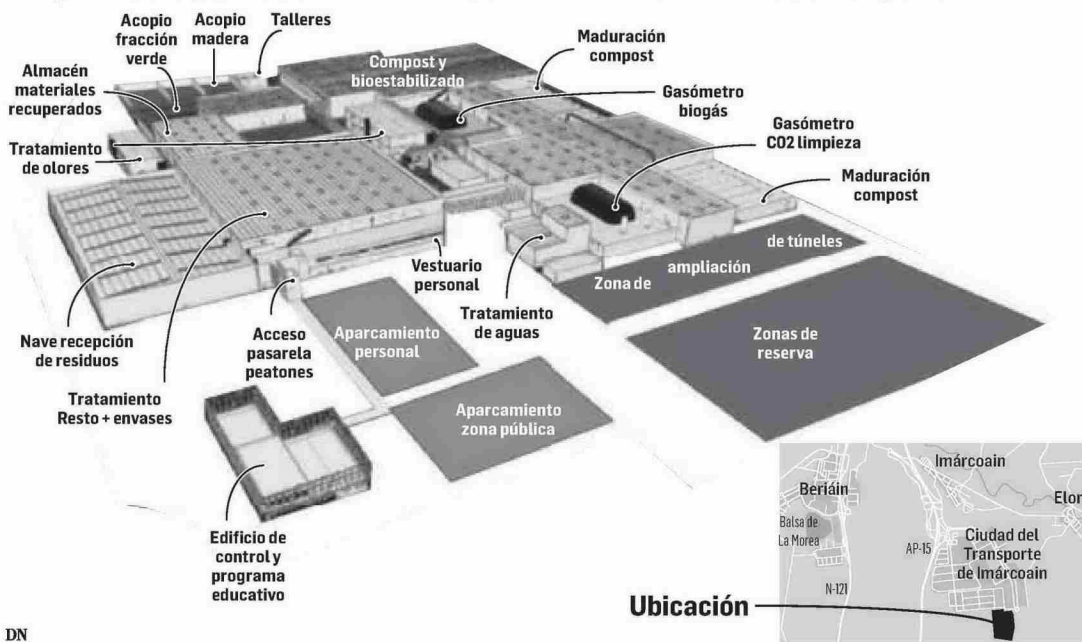 Acopio
fracción
verde
Acopio
madera
Talleres
Almacén
materiales
recuperados
Compost y
bioestabilizado
Maduración
compost
Gasómetro
biogás
Gasómetro
CO2 limpieza
Tratamiento
de olores
Maduración
compost
Nave recepción
de residuos
Tratamiento
Resto + envases
Acceso
pasarela
peatones
Vestuario
personal
Tratamiento
de aguas
Zona de
ampliación
de túneles
Zonas de
reserva
Aparcamiento
personal
Aparcamiento
zona pública
Edificio de
control y
programa
educativo
Beriáin
Balsa de
La Morea
N-121
AP-15
Imárcoain
Elor
Ciudad del
Transporte
de Imárcoain
Ubicación
DN